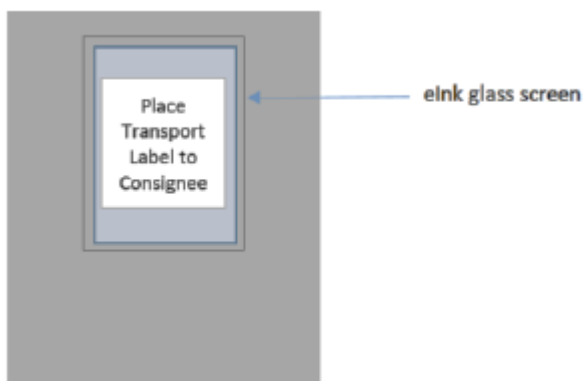 Place
Transport
Label to
Consignee
eInk glass screen